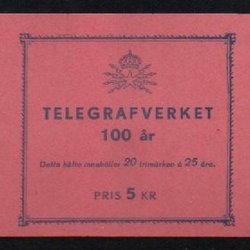 TELEGRAFVERKET
100 år
Detta häfte innehåller 20 frimärken à 25 öre.
PRIS 5 KR